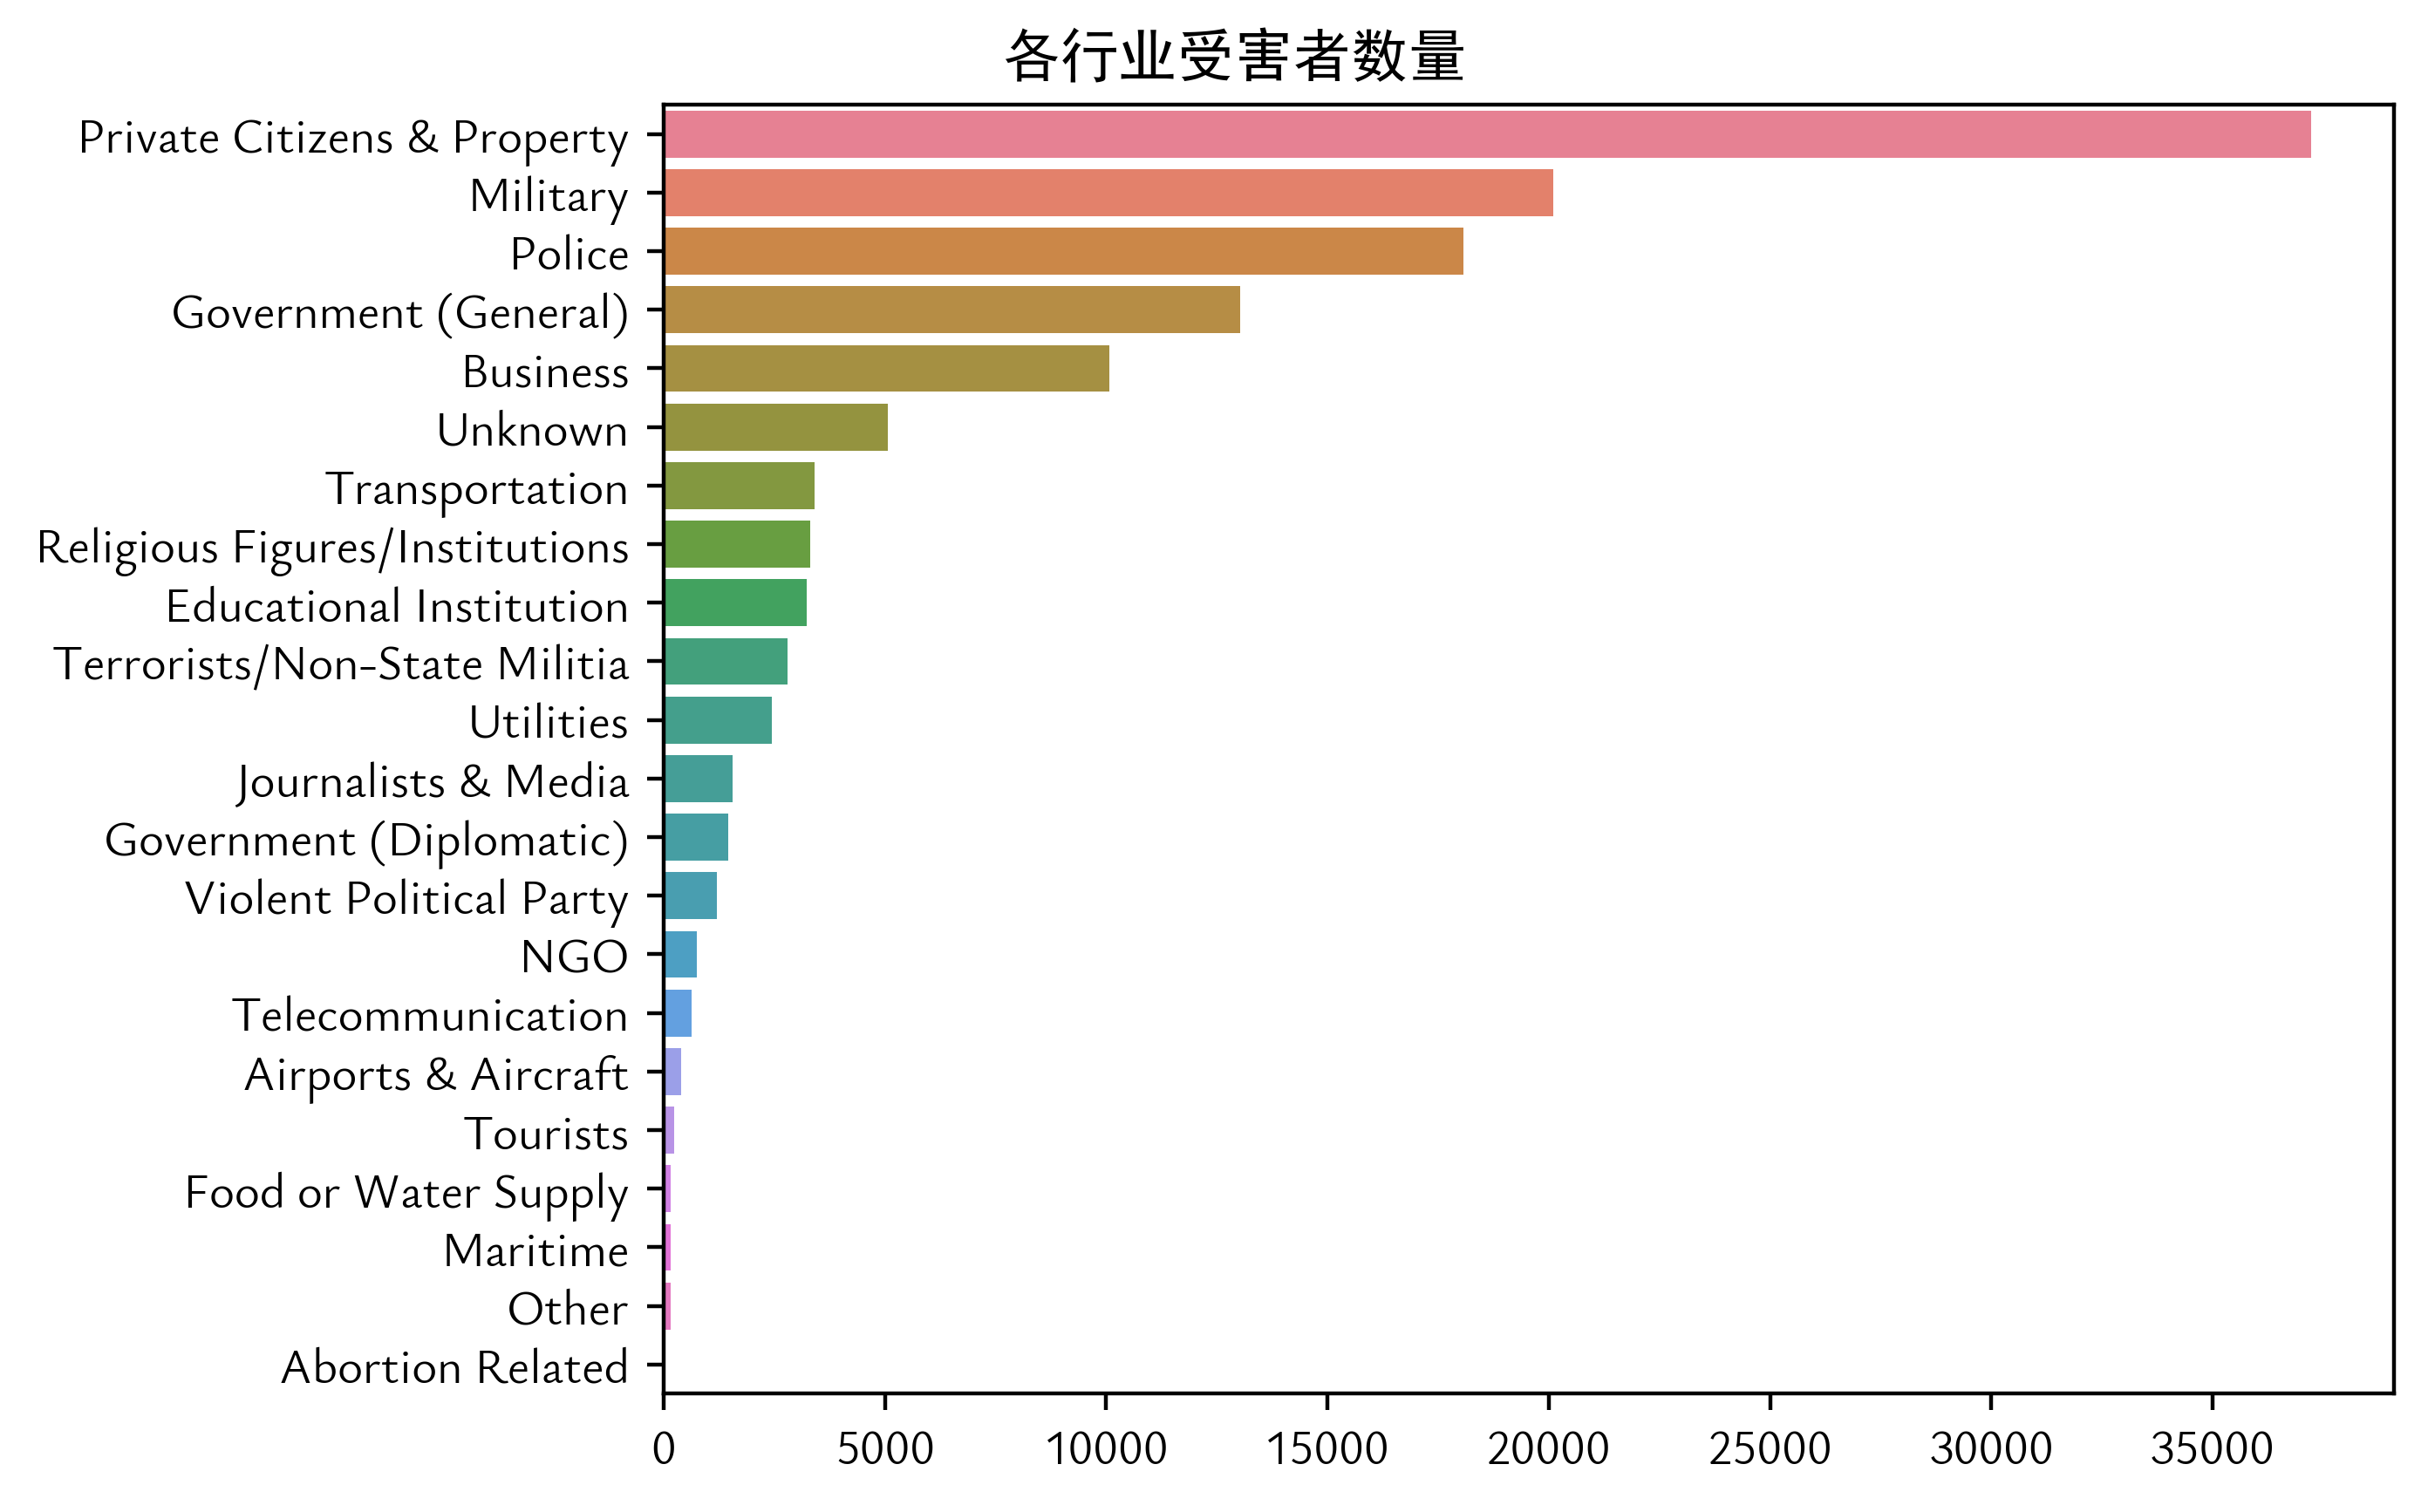 各行业受害者数量
Private Citizens & Property
Military
Police
Government (General)
Business
Unknown
Transportation
Religious Figures/Institutions
Educational Institution
Terrorists/Non-State Militia
Utilities
Journalists & Media
Government (Diplomatic)
Violent Political Party
NGO
Telecommunication
Airports & Aircraft
Tourists
Food or Water Supply
Maritime
Other
Abortion Related
0 5000 10000 15000 20000 25000 30000 35000